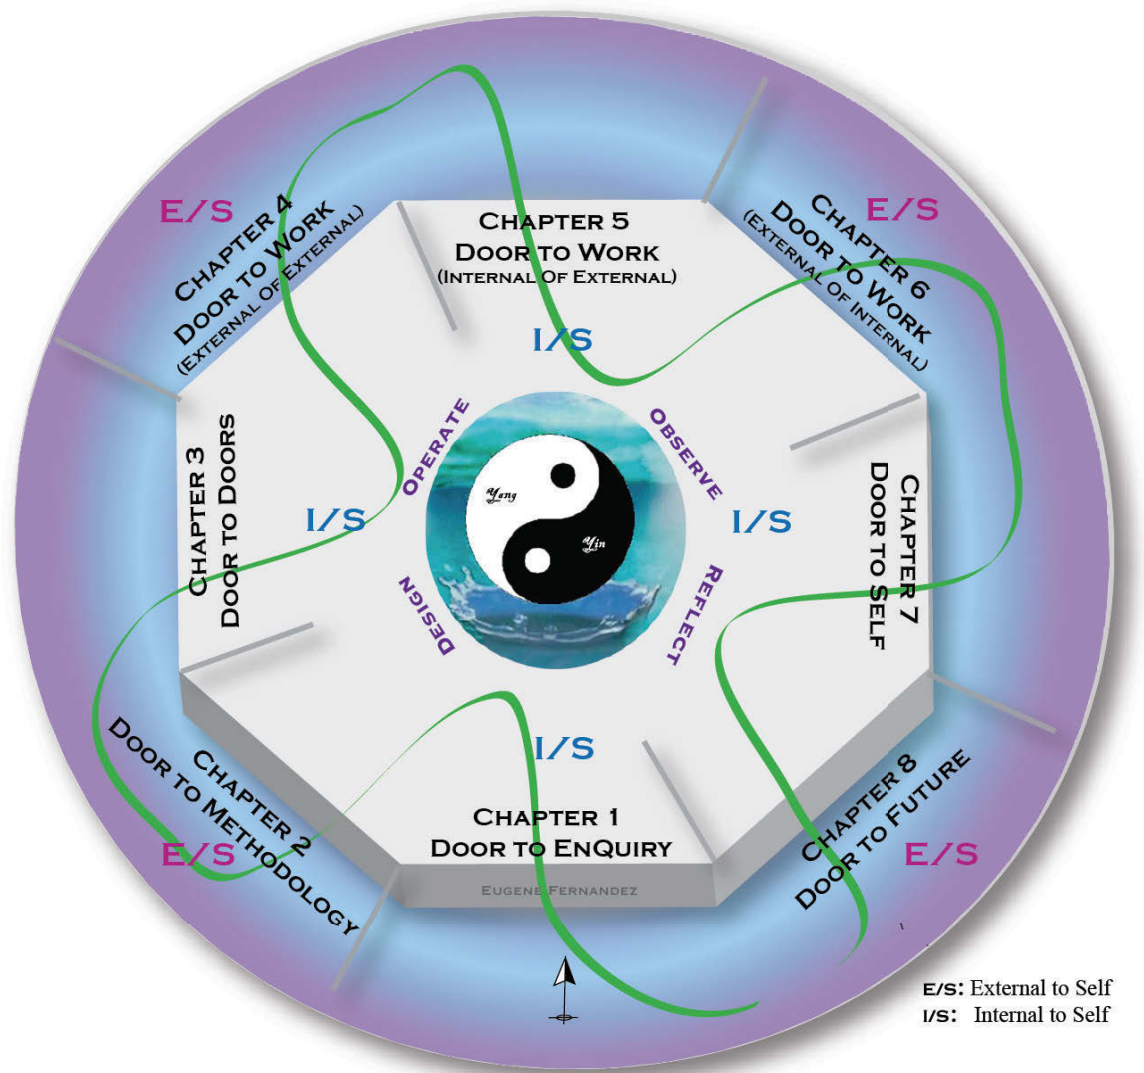 E/S
Chapter 4
Door to Work
(External Of External)
Chapter 5
Door to Work
(Internal Of External)
I/S
E/S
Chapter 6
Door to Work
(External Of Internal)
Chapter 3
Door to Doors
I/S
Operate
Observe
Design
Reflect
Yang
Yin
I/S
Chapter 7
Door to Self
Chapter 2
Door to Methodology
E/S
I/S
Chapter 1
Door to EnQuiry
Eugene Fernandez
Chapter 8
Door to Future
E/S
E/S: External to Self
I/S: Internal to Self